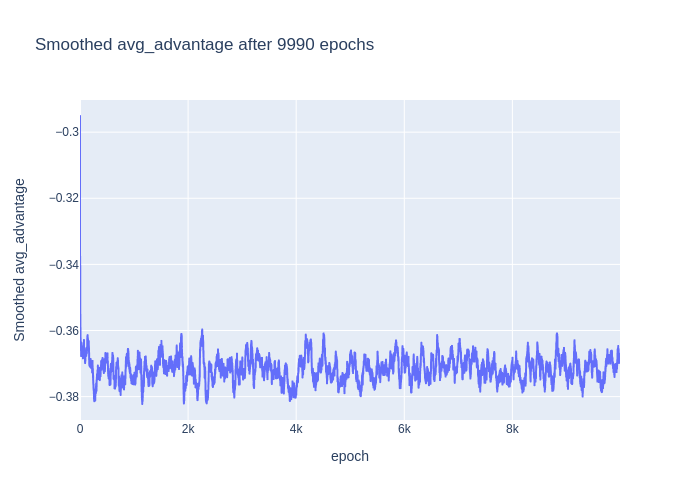 Smoothed avg_advantage after 9990 epochs
−0.3
−0.32
−0.34
−0.36
−0.38
Smoothed avg_advantage
0
2k
4k
6k
8k
epoch